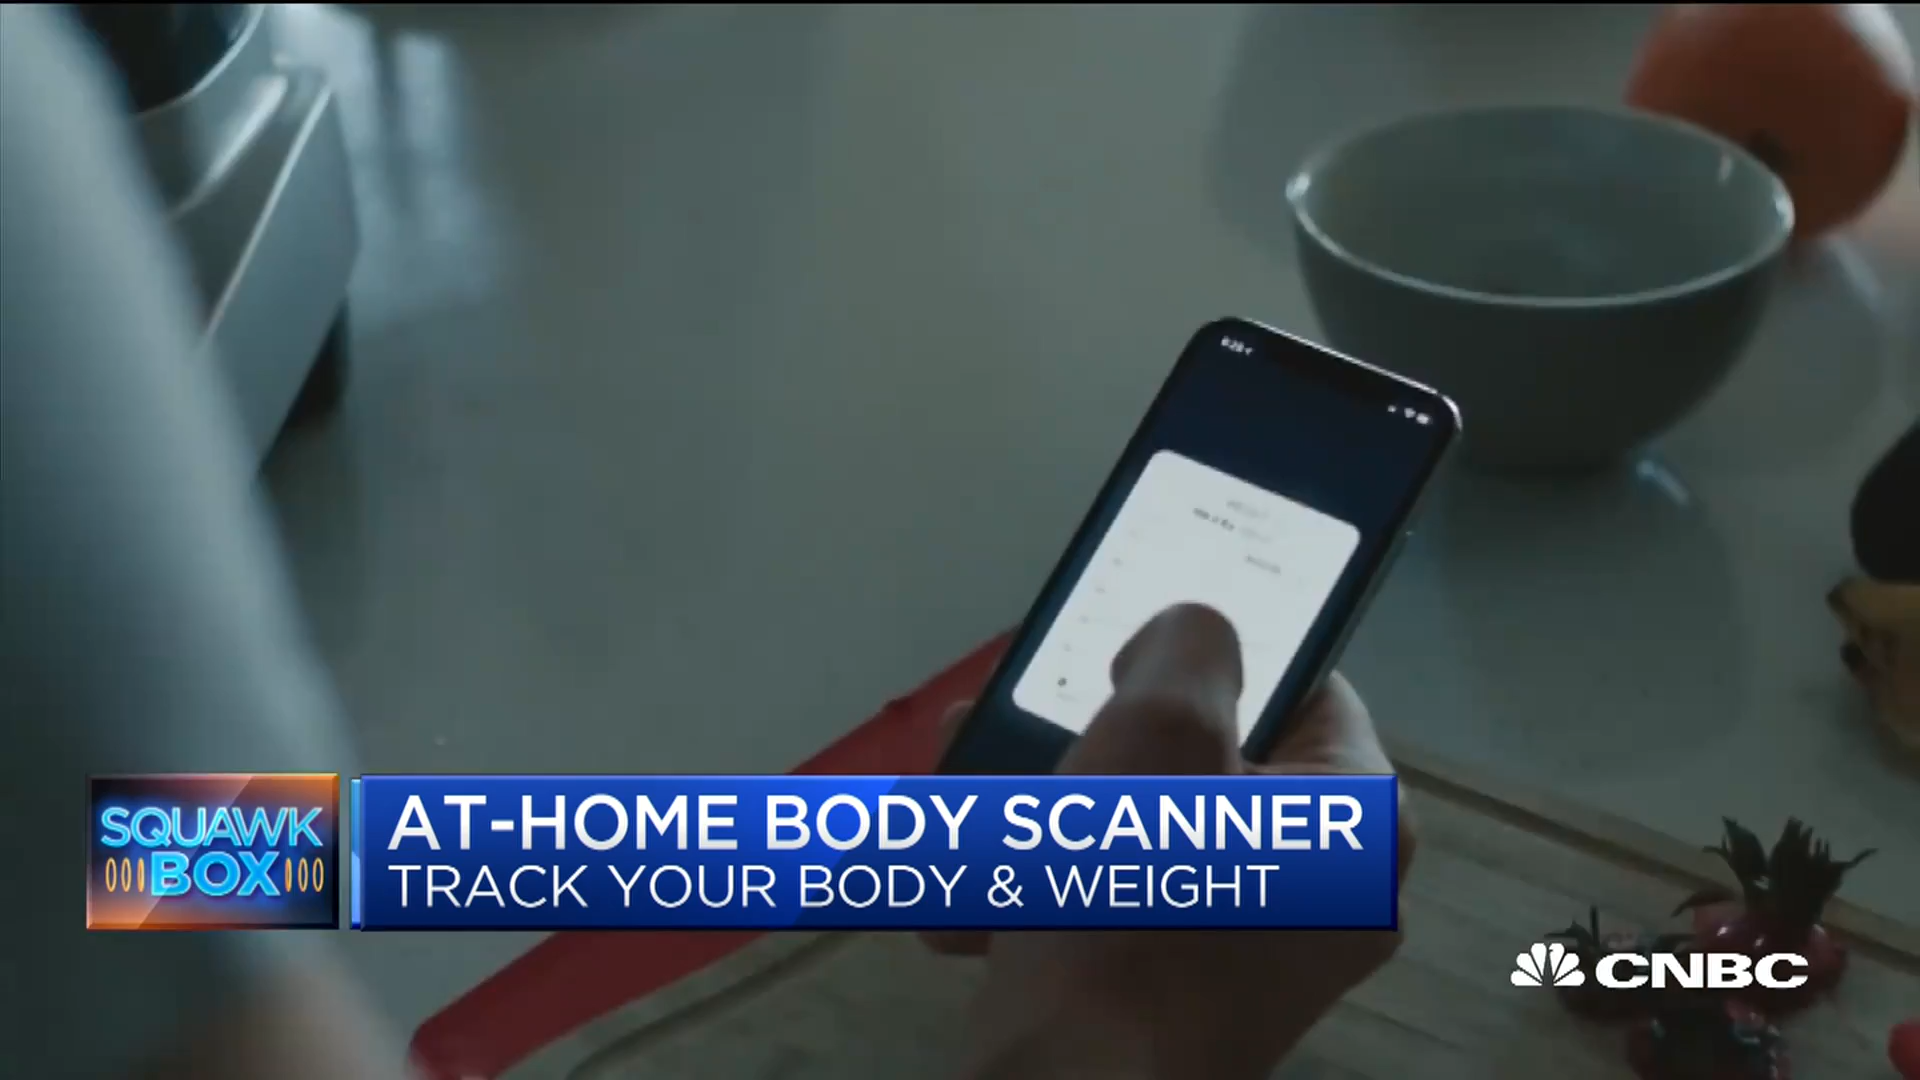 SQUAWK
BOX
AT-HOME BODY SCANNER
TRACK YOUR BODY & WEIGHT
CNBC